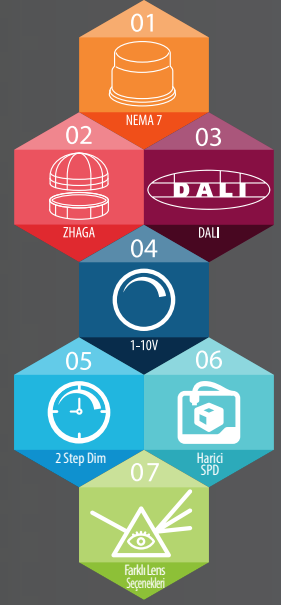 01
NEMA 7
02
ZHAGA
03
DALI
DALI
04
1-10V
05
2 Step Dim
06
Harici
SPD
07
Farklı Lens
Seçenekleri